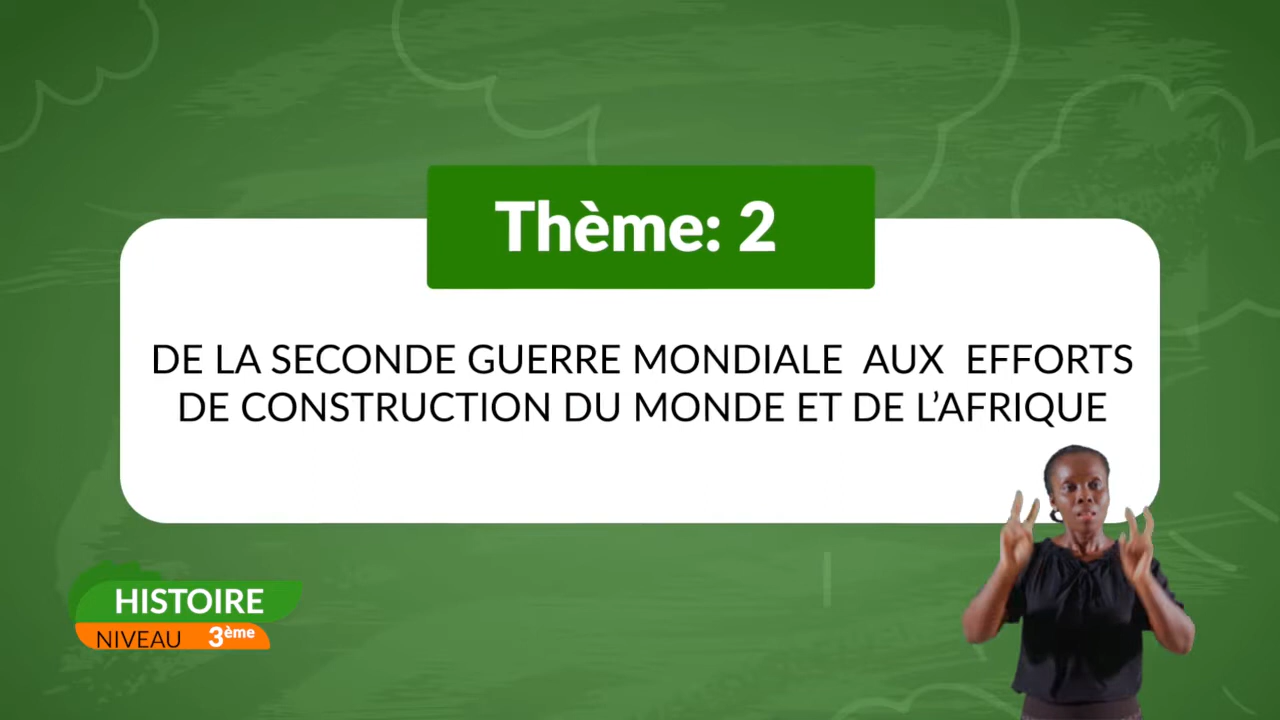 Thème: 2
DE LA SECONDE GUERRE MONDIALE AUX EFFORTS
DE CONSTRUCTION DU MONDE ET DE L’AFRIQUE
HISTOIRE
NIVEAU 3ème